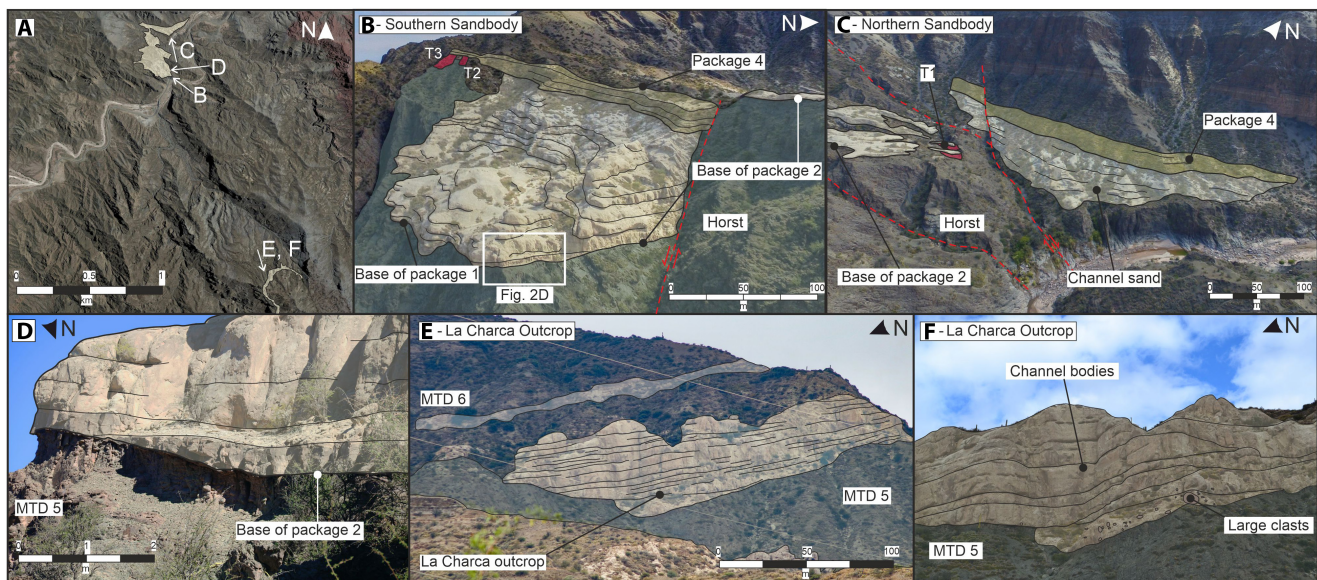 A
N
C
D
B
E, F
0 0.5 1
km
B - Southern Sandbody
N
T3
T2
Package 4
Base of package 2
Horst
Base of package 1
Fig. 2D
0 50 100
m
C - Northern Sandbody
N
T1
Package 4
Horst
Base of package 2
Channel sand
0 50 100
m
D
N
MTD 5
Base of package 2
0 1 2
m
E - La Charca Outcrop
N
MTD 6
MTD 5
La Charca outcrop
0 50 100
m
F - La Charca Outcrop
N
Channel bodies
Large clasts
MTD 5